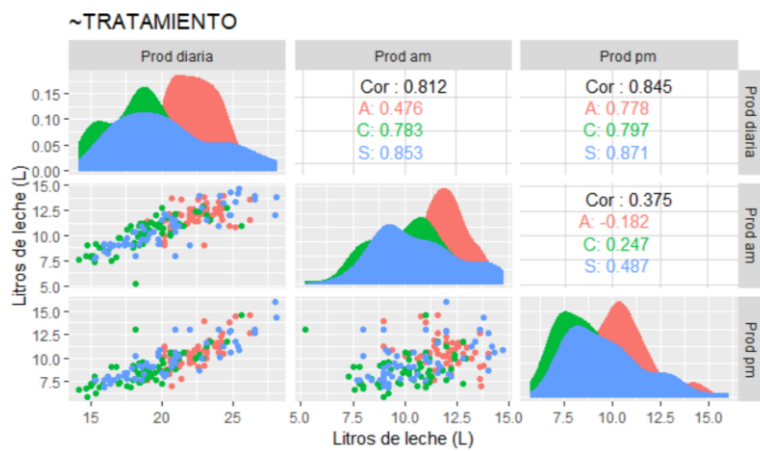 ~TRATAMIENTO
Prod diaria
Prod am
Prod pm
0.15
0.10
0.05
0.00
Cor : 0.812
A: 0.476
C: 0.783
S: 0.853
Cor : 0.845
A: 0.778
C: 0.797
S: 0.871
Prod diaria
Litros de leche (L)
15.0
12.5
10.0
7.5
5.0
Cor : 0.375
A: -0.182
C: 0.247
S: 0.487
Prod am
15.0
12.5
10.0
7.5
Prod pm
15
20
25
5.0
7.5
10.0
12.5
15.0
7.5
10.0
12.5
15.0
Litros de leche (L)